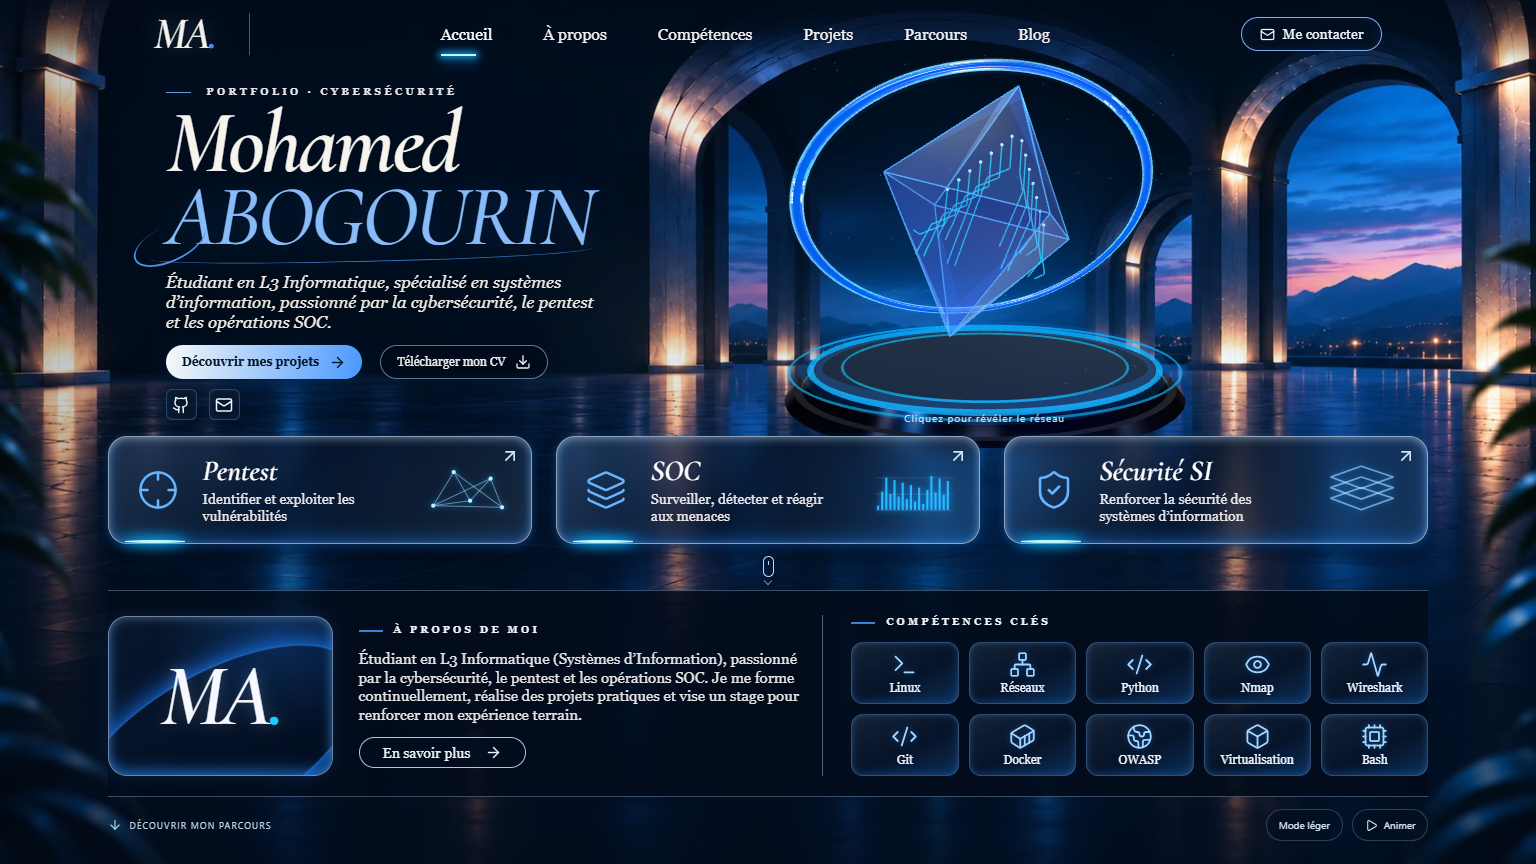 MA.
Accueil
À propos
Compétences
Projets
Parcours
Blog
Me contacter
PORTFOLIO · CYBERSÉCURITÉ
Mohamed
ABOGOURIN
Étudiant en L3 Informatique, spécialisé en systèmes
d’information, passionné par la cybersécurité, le pentest
et les opérations SOC.
Découvrir mes projets
Télécharger mon CV
Cliquez pour révéler le réseau
Pentest
Identifier et exploiter les
vulnérabilités
SOC
Surveiller, détecter et réagir
aux menaces
Sécurité SI
Renforcer la sécurité des
systèmes d’information
MA.
À PROPOS DE MOI
Étudiant en L3 Informatique (Systèmes d’Information), passionné
par la cybersécurité, le pentest et les opérations SOC. Je me forme
continuellement, réalise des projets pratiques et vise un stage pour
renforcer mon expérience terrain.
En savoir plus
COMPÉTENCES CLÉS
Linux
Réseaux
Python
Nmap
Wireshark
Git
Docker
OWASP
Virtualisation
Bash
DÉCOUVRIR MON PARCOURS
Mode léger
Animer